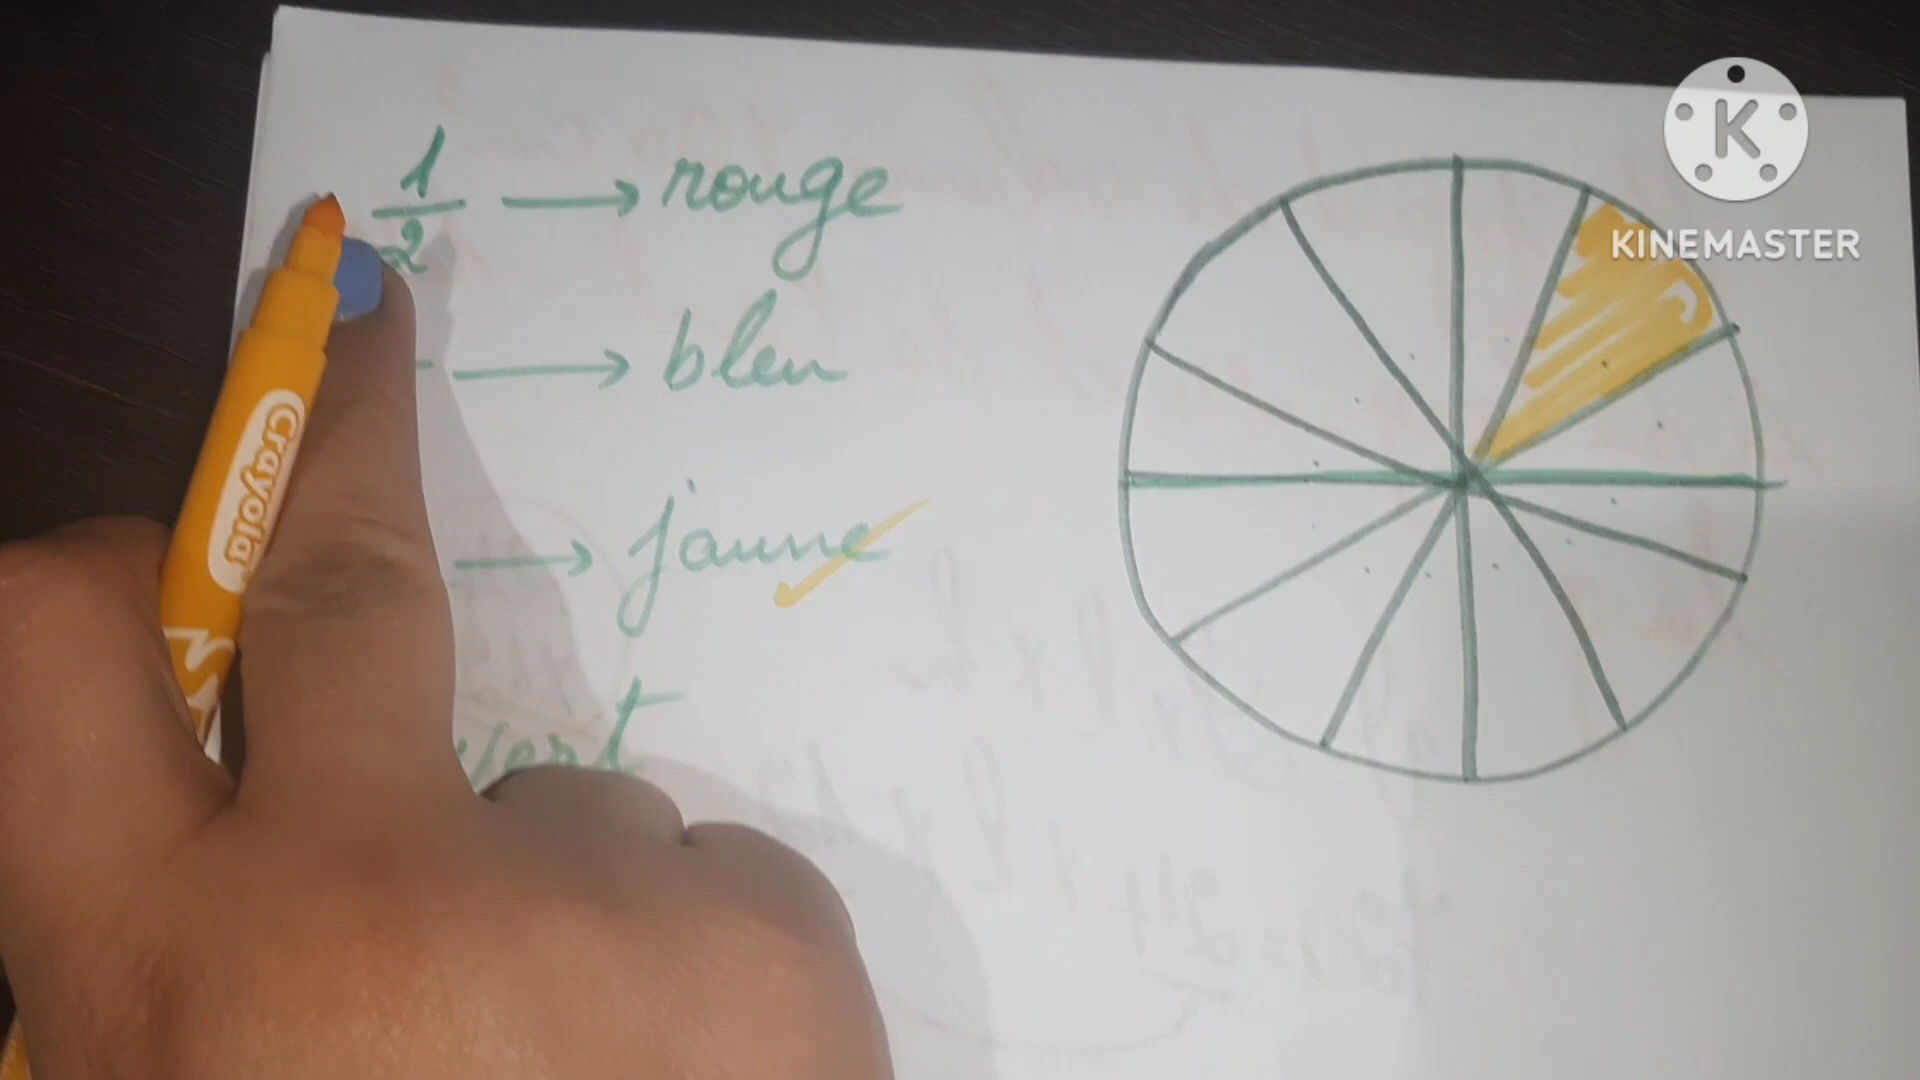 1/2 → rouge
→ bleu
→ jaune
vert
Crayola
K
KINEMASTER